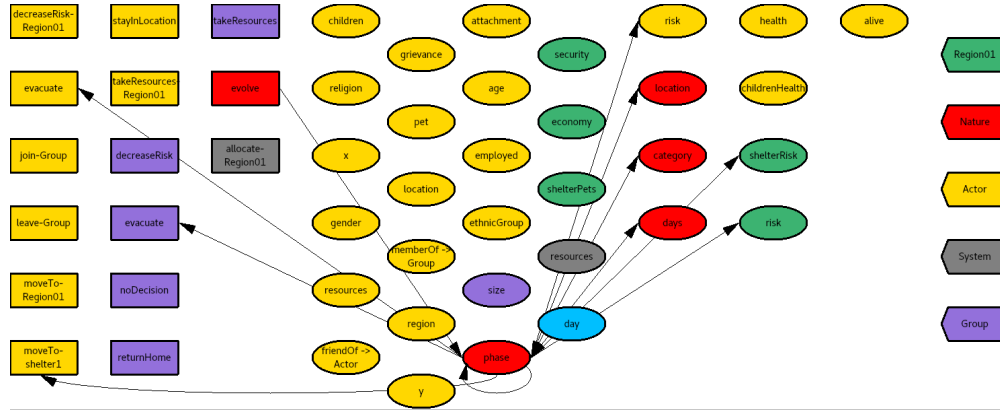 decreaseRisk-
Region01
stayInLocation
takeResources
children
attachment
risk
health
alive
grievance
security
Region01
evacuate
takeResources-
Region01
evolve
religion
age
location
childrenHealth
pet
economy
Nature
join-Group
decreaseRisk
allocate-
Region01
x
employed
category
shelterRisk
location
shelterPets
Actor
leave-Group
evacuate
gender
ethnicGroup
days
risk
memberOf ->
Group
resources
System
moveTo-
Region01
noDecision
resources
size
region
day
Group
moveTo-
shelter1
returnHome
friendOf ->
Actor
phase
y